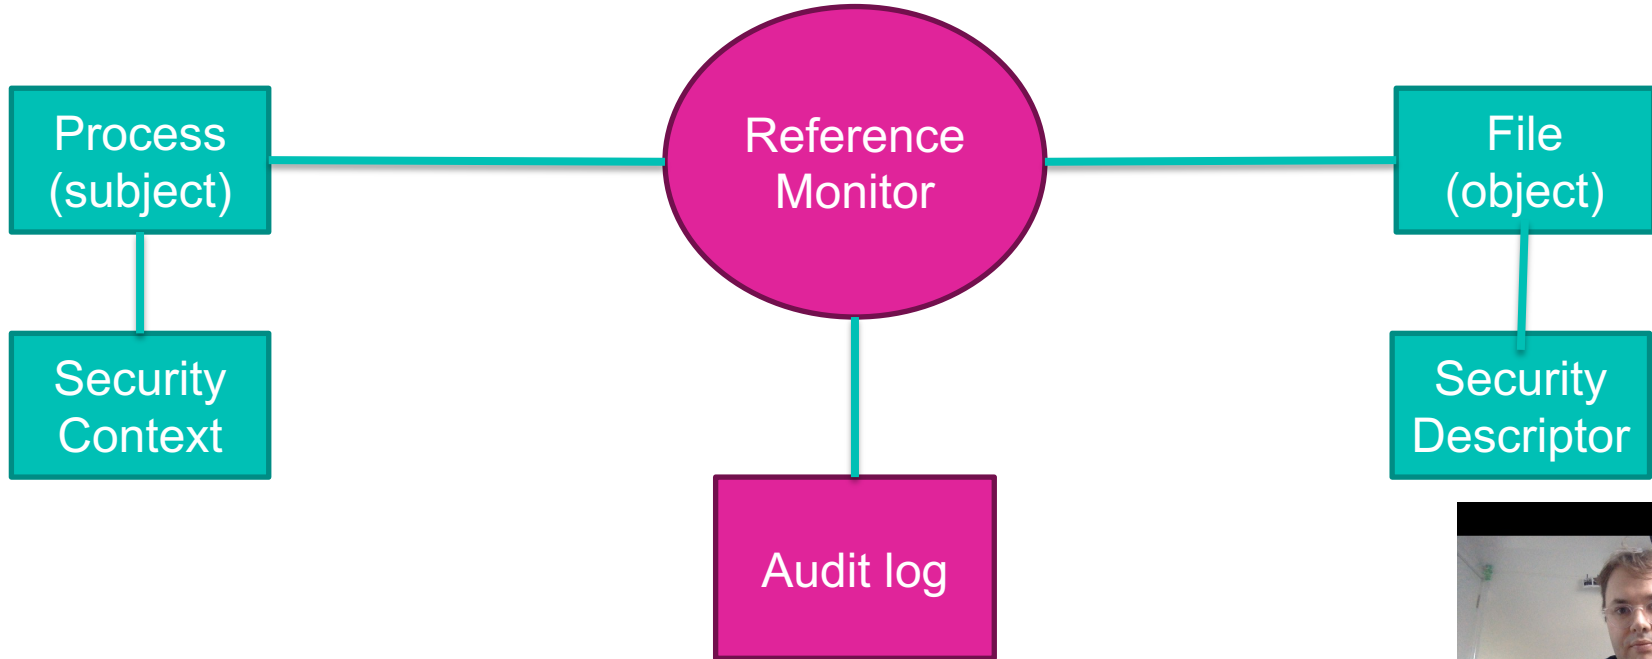 Process
(subject)
Reference
Monitor
File
(object)
Security
Context
Security
Descriptor
Audit log